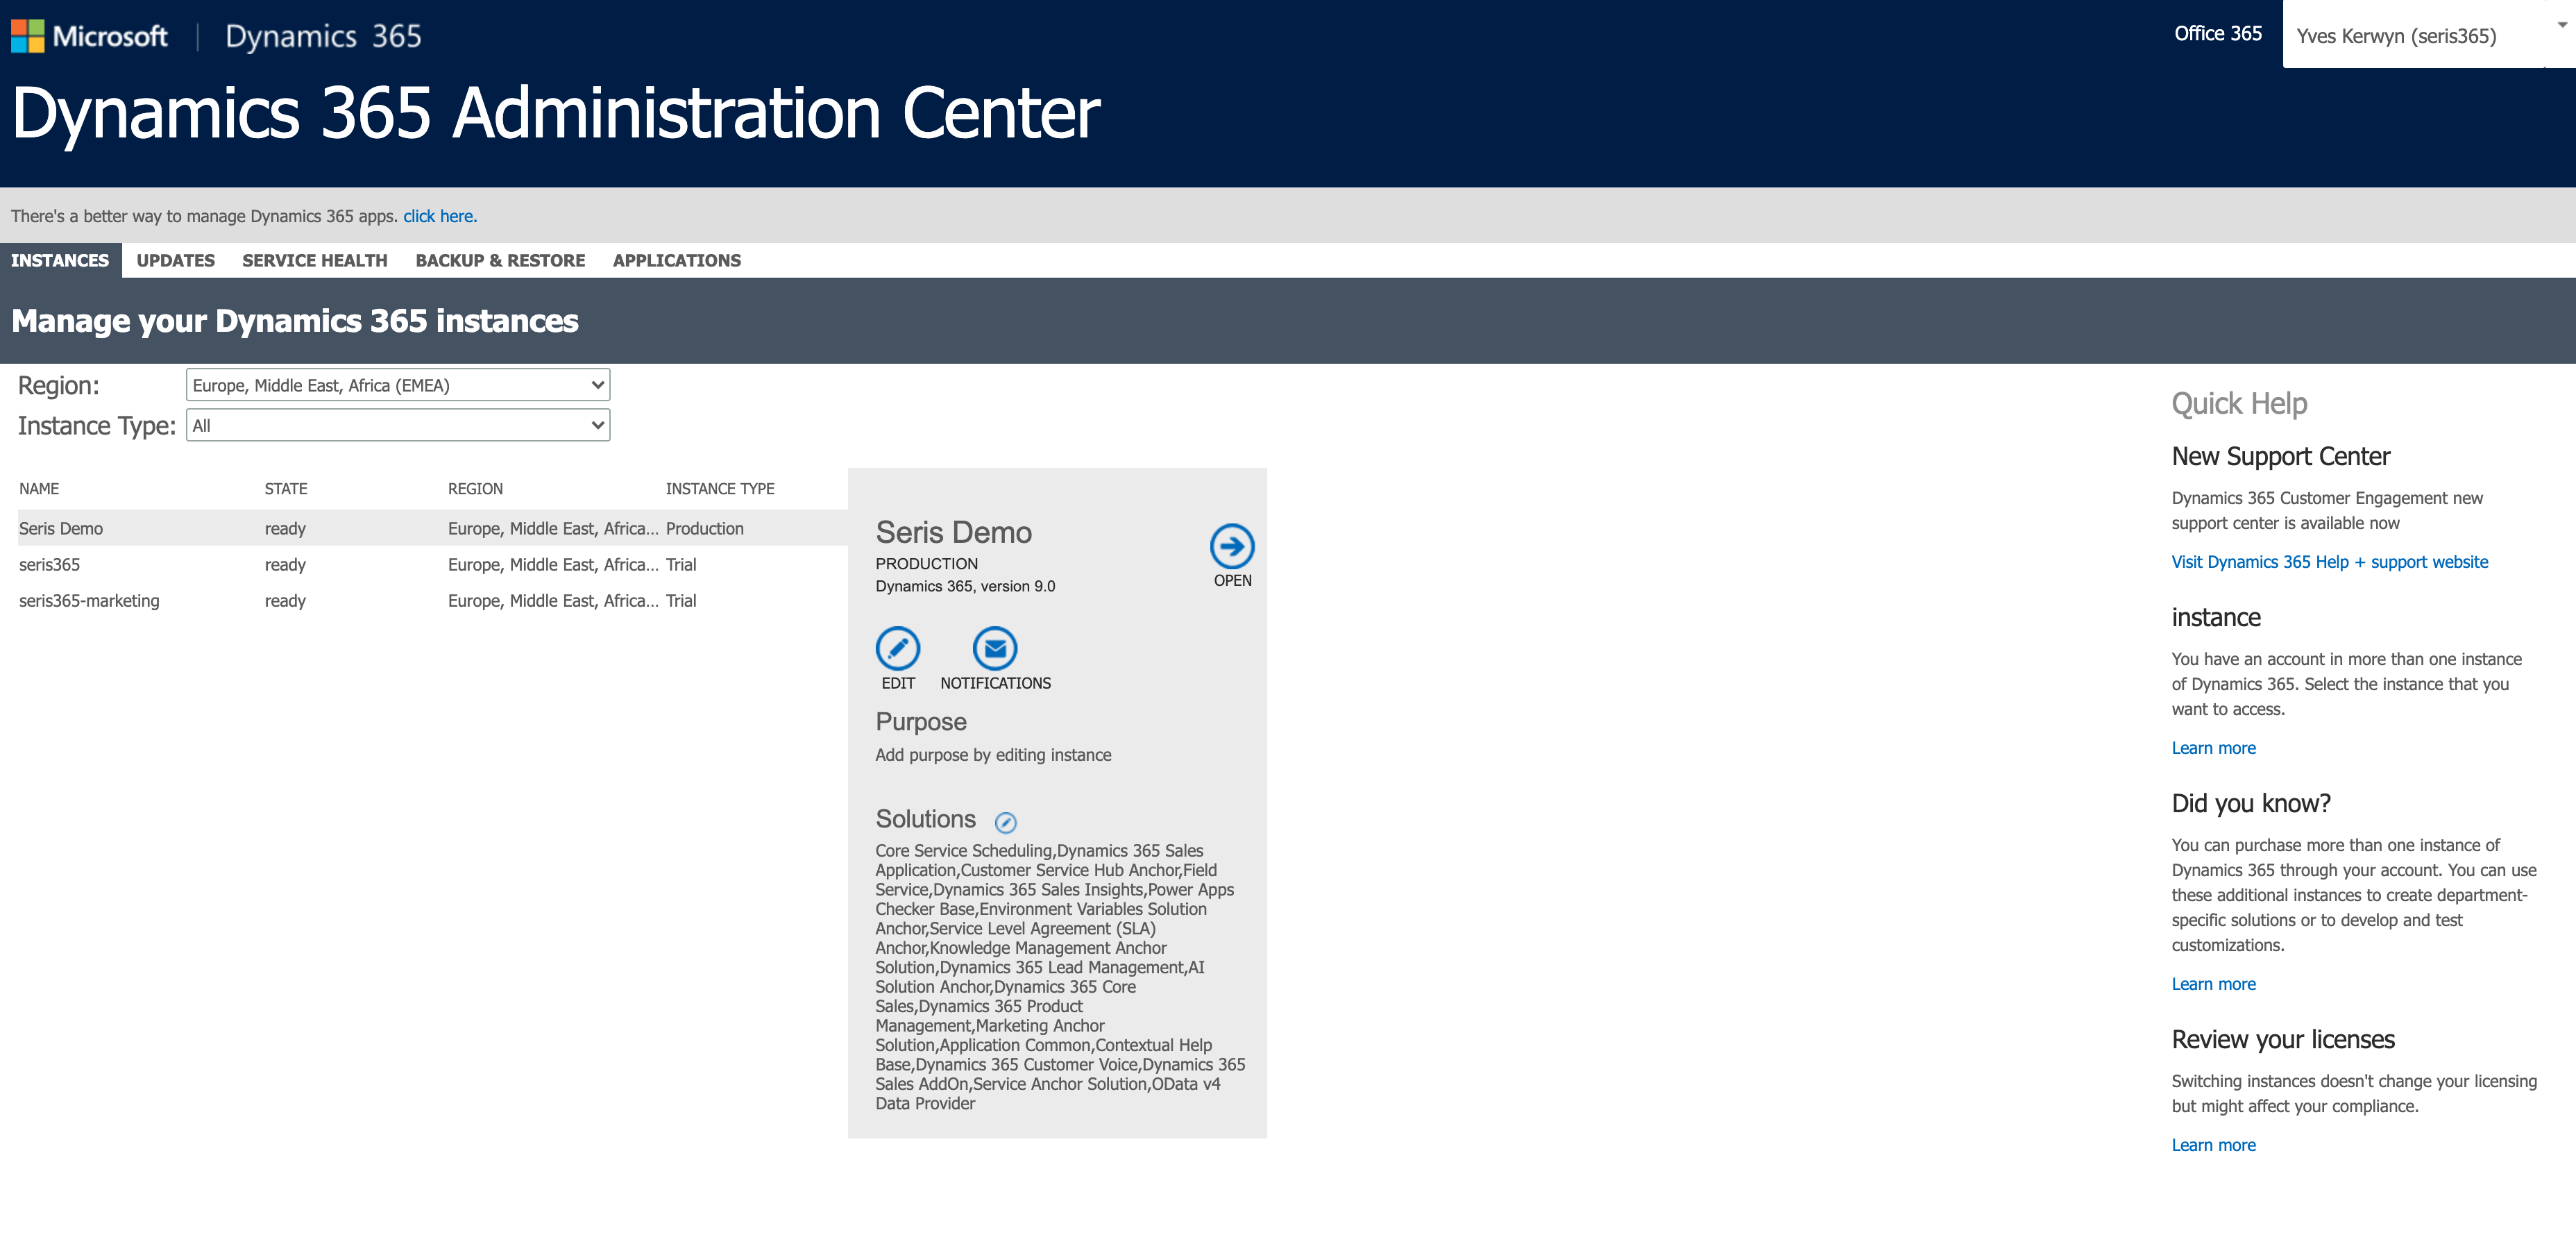 Microsoft | Dynamics 365
Office 365
Yves Kerwyn (seris365)
Dynamics 365 Administration Center
There's a better way to manage Dynamics 365 apps. click here.
INSTANCES UPDATES SERVICE HEALTH BACKUP & RESTORE APPLICATIONS
Manage your Dynamics 365 instances
Region: Europe, Middle East, Africa (EMEA)
Instance Type: All
NAME STATE REGION INSTANCE TYPE
Seris Demo ready Europe, Middle East, Africa... Production
seris365 ready Europe, Middle East, Africa... Trial
seris365-marketing ready Europe, Middle East, Africa... Trial
Seris Demo
PRODUCTION
Dynamics 365, version 9.0
OPEN
EDIT NOTIFICATIONS
Purpose
Add purpose by editing instance
Solutions
Core Service Scheduling,Dynamics 365 Sales
Application,Customer Service Hub Anchor,Field
Service,Dynamics 365 Sales Insights,Power Apps
Checker Base,Environment Variables Solution
Anchor,Service Level Agreement (SLA)
Anchor,Knowledge Management Anchor
Solution,Dynamics 365 Lead Management,AI
Solution Anchor,Dynamics 365 Core
Sales,Dynamics 365 Product
Management,Marketing Anchor
Solution,Application Common,Contextual Help
Base,Dynamics 365 Customer Voice,Dynamics 365
Sales AddOn,Service Anchor Solution,OData v4
Data Provider
Quick Help
New Support Center
Dynamics 365 Customer Engagement new
support center is available now
Visit Dynamics 365 Help + support website
instance
You have an account in more than one instance
of Dynamics 365. Select the instance that you
want to access.
Learn more
Did you know?
You can purchase more than one instance of
Dynamics 365 through your account. You can use
these additional instances to create department-
specific solutions or to develop and test
customizations.
Learn more
Review your licenses
Switching instances doesn't change your licensing
but might affect your compliance.
Learn more